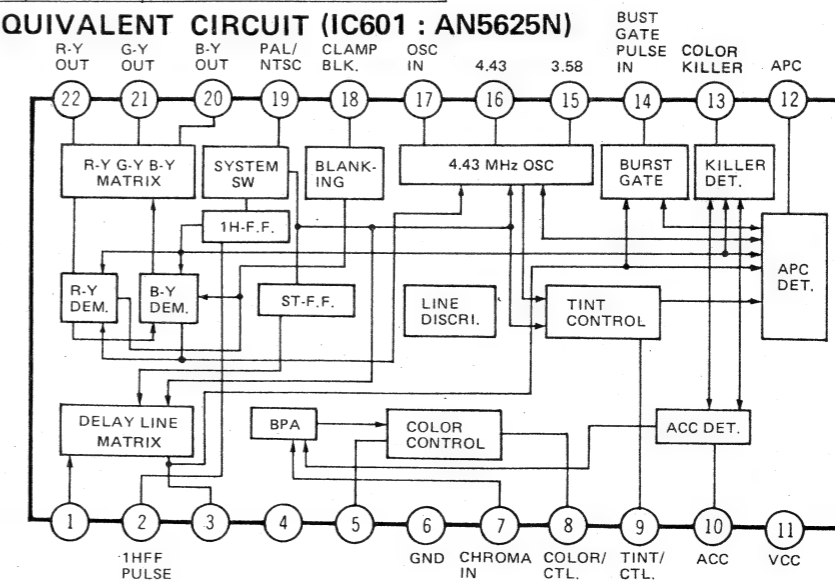 QUIVALENT CIRCUIT (IC601 : AN5625N)
R-Y OUT
G-Y OUT
B-Y OUT
PAL/ NTSC
CLAMP BLK.
OSC IN
4.43
3.58
BUST GATE PULSE IN
COLOR KILLER
APC
22
21
20
19
18
17
16
15
14
13
12
R-Y G-Y B-Y
MATRIX
SYSTEM
SW
BLANK-
ING
4.43 MHz OSC
BURST
GATE
KILLER
DET.
1H-F.F.
R-Y
DEM.
B-Y
DEM.
ST-F.F.
LINE
DISCRI.
TINT
CONTROL
APC
DET.
DELAY LINE
MATRIX
BPA
COLOR
CONTROL
ACC DET.
1
2
3
4
5
6
7
8
9
10
11
1HFF
PULSE
GND
CHROMA
IN
COLOR/
CTL.
TINT/
CTL.
ACC
VCC